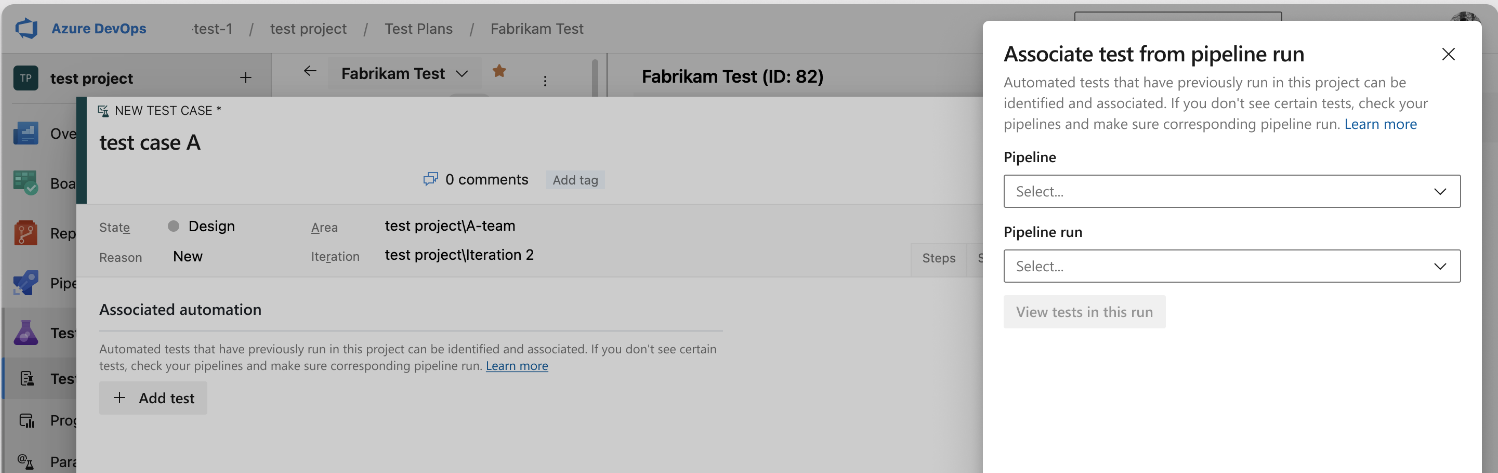 Azure DevOps
test-1 / test project / Test Plans / Fabrikam Test
TP test project
Fabrikam Test
Fabrikam Test (ID: 82)
NEW TEST CASE *
test case A
0 comments Add tag
State Design Area test project\A-team
Reason New Iteration test project\Iteration 2
Steps
Associated automation
Automated tests that have previously run in this project can be identified and associated. If you don't see certain
tests, check your pipelines and make sure corresponding pipeline run. Learn more
+ Add test
Ove
Boa
Rep
Pipe
Tes
Tes
Prog
Para
Associate test from pipeline run
Automated tests that have previously run in this project can be
identified and associated. If you don't see certain tests, check your
pipelines and make sure corresponding pipeline run. Learn more
Pipeline
Select...
Pipeline run
Select...
View tests in this run